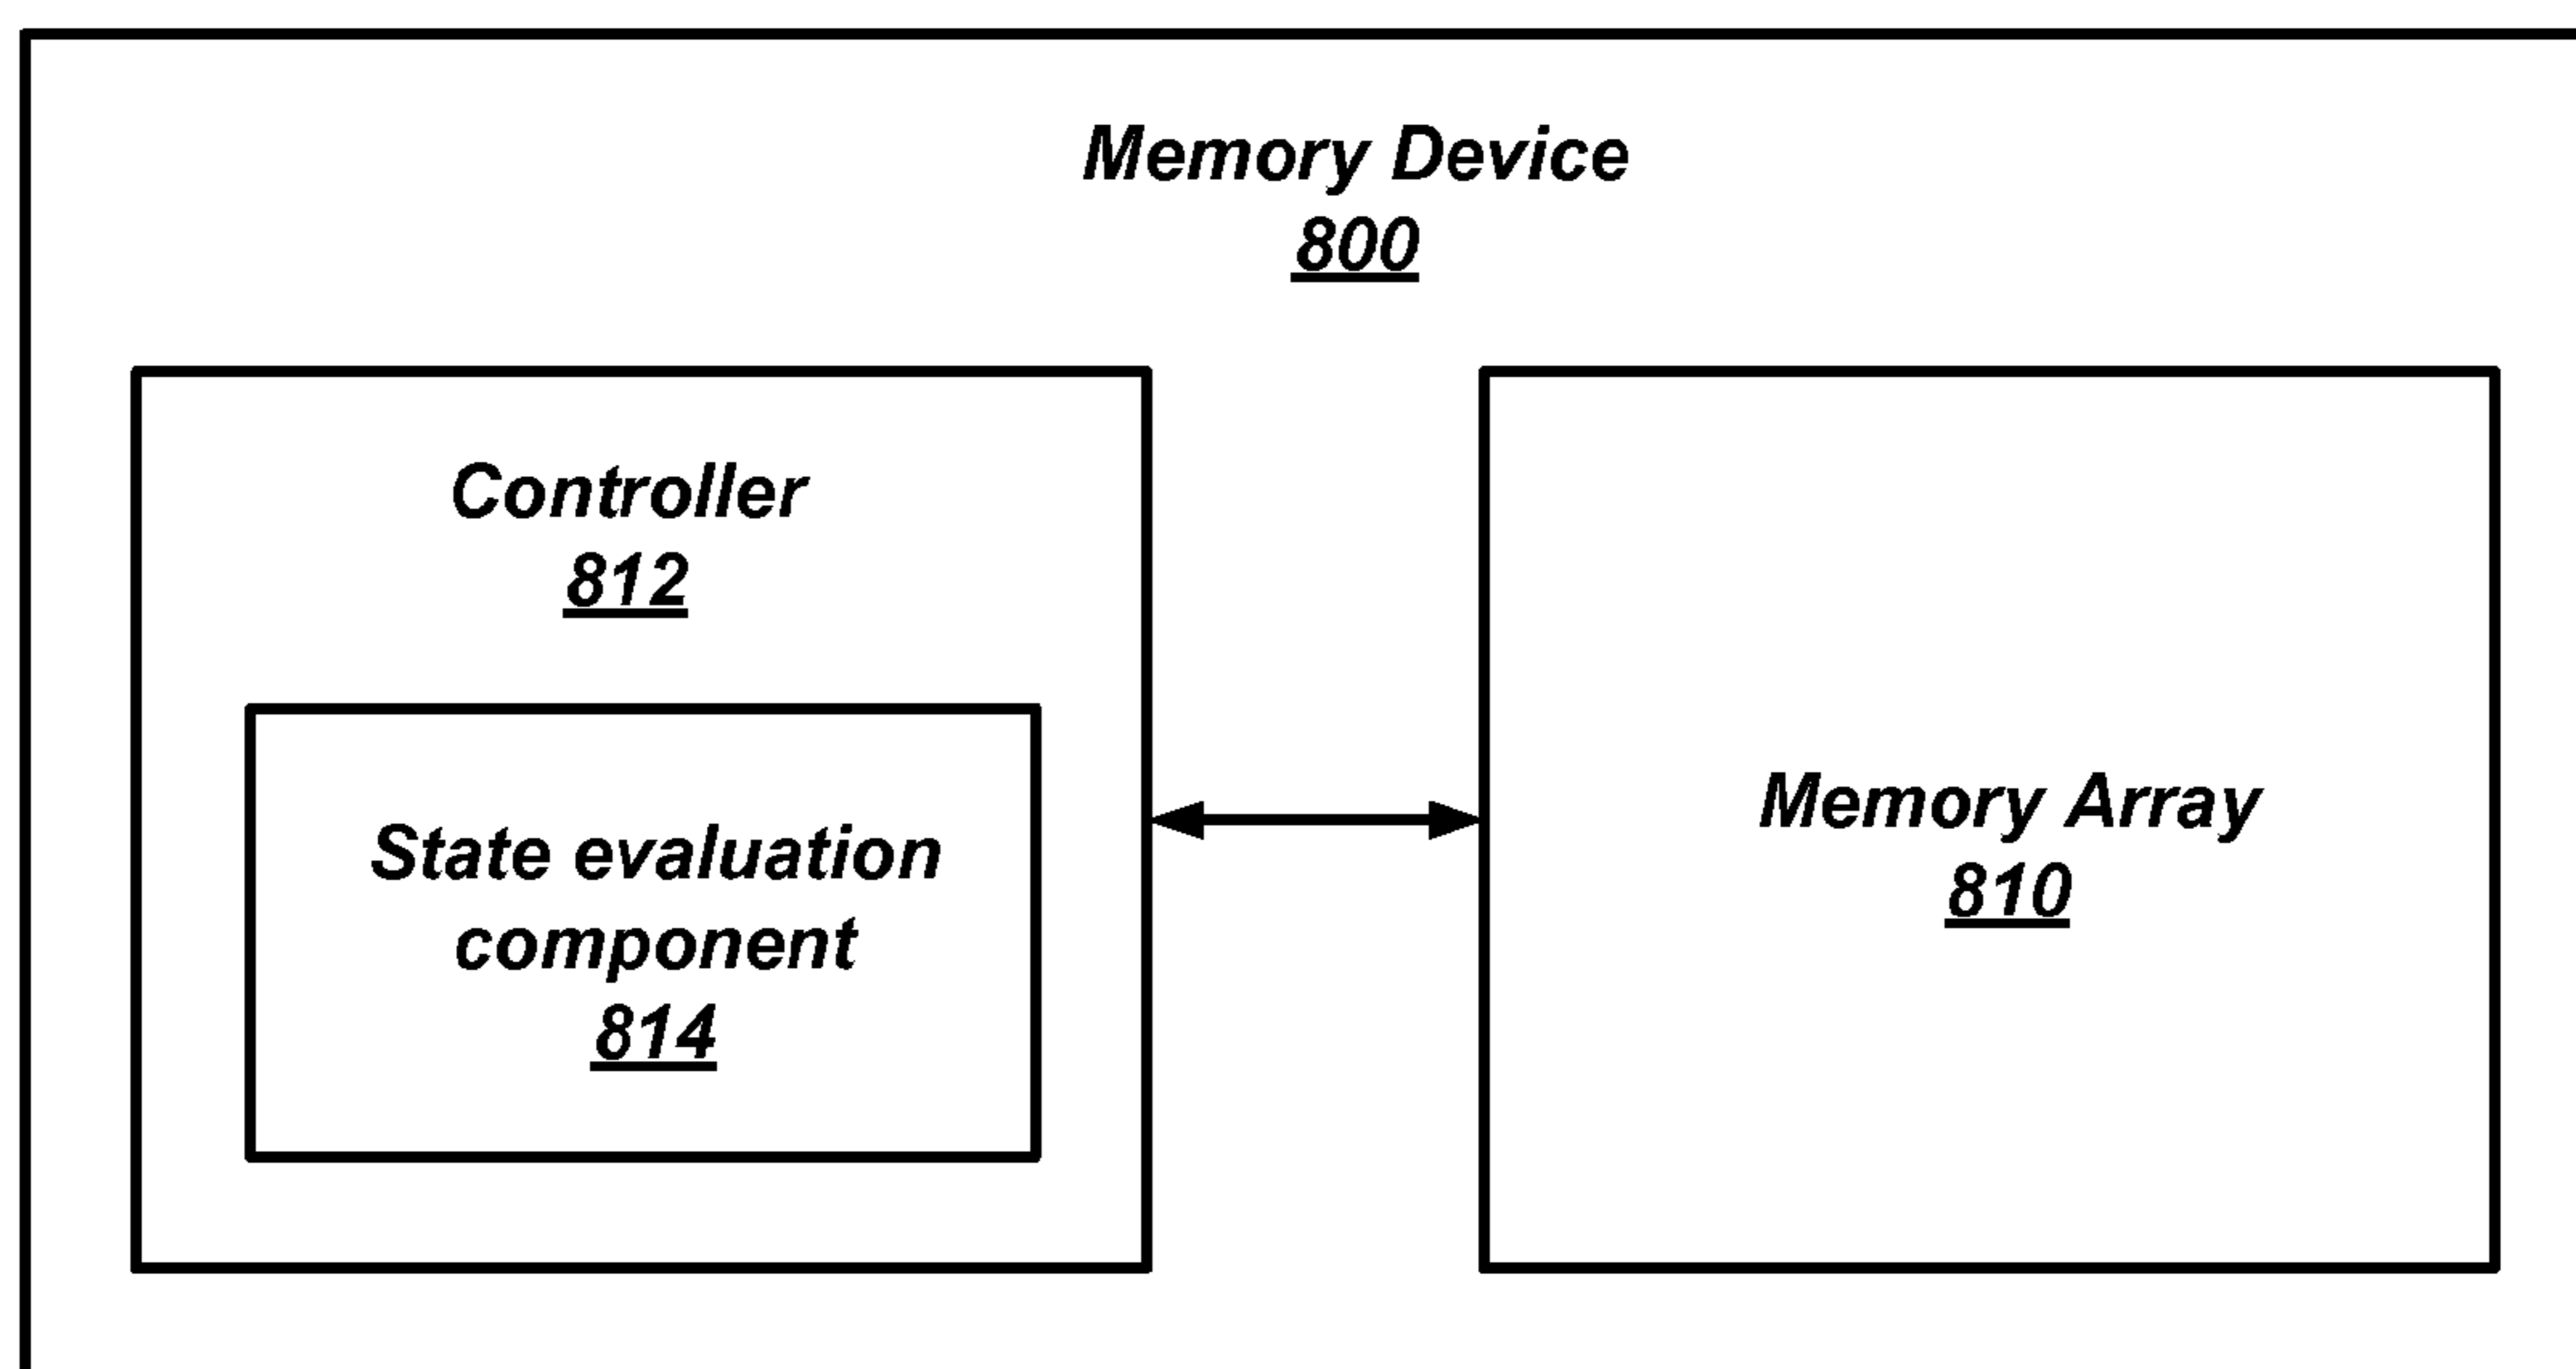 Memory Device
800
Controller
812
State evaluation
component
814
Memory Array
810